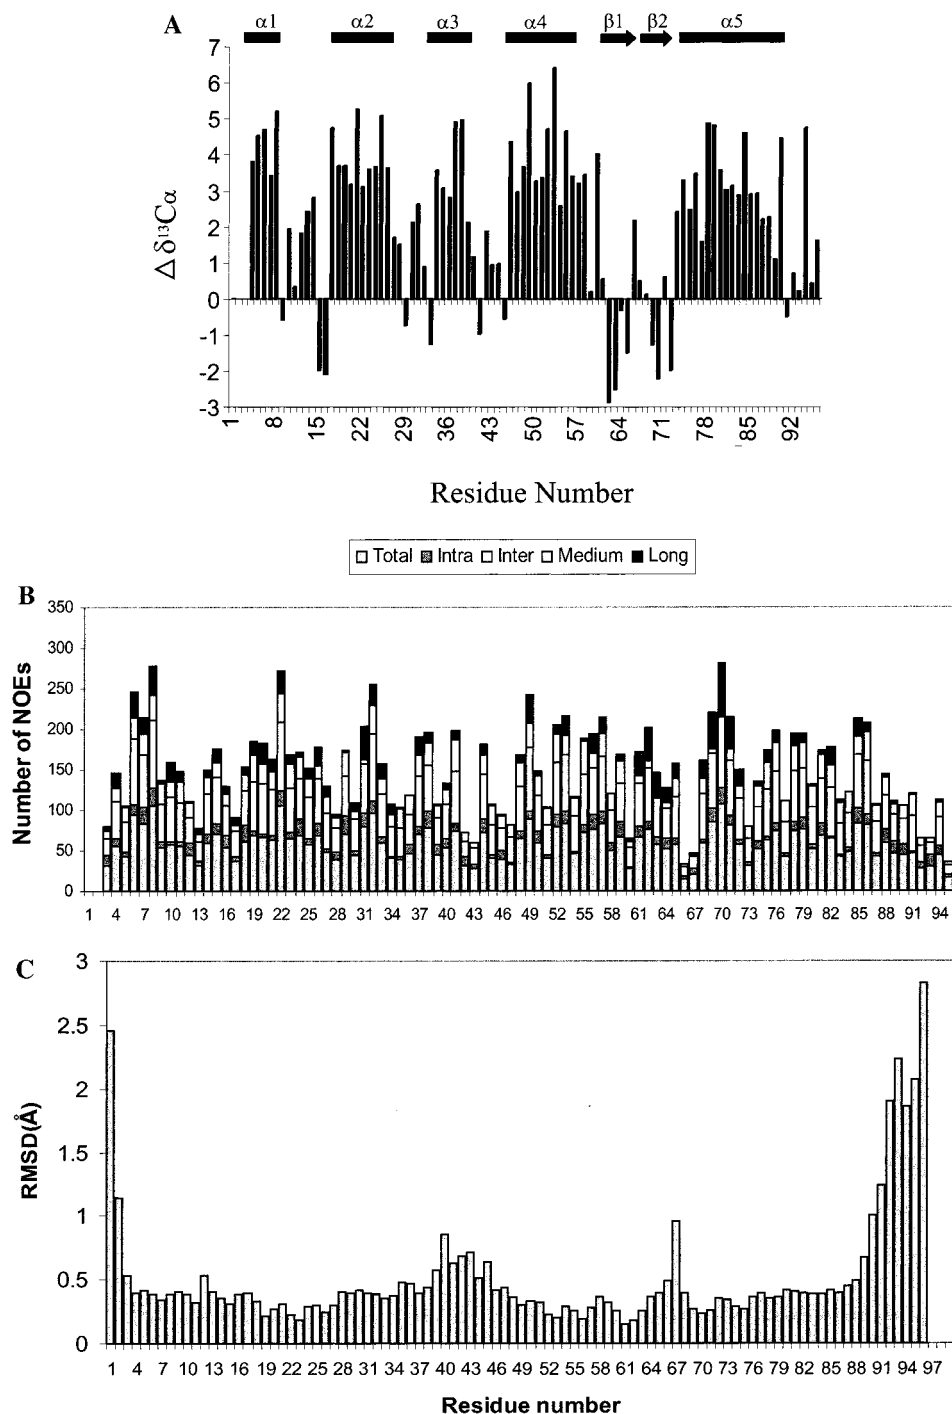 A
α1 α2 α3 α4 β1 β2 α5
7
6
5
4
3
2
1
0
-1
-2
-3
Δδ¹³Cα
1 8 15 22 29 36 43 50 57 64 71 78 85 92
Residue Number
Total Intra Inter Medium Long
B
350
300
250
200
150
100
50
0
Number of NOEs
1 4 7 10 13 16 19 22 25 28 31 34 37 40 43 46 49 52 55 58 61 64 67 70 73 76 79 82 85 88 91 94
C
3
2.5
2
1.5
1
0.5
0
RMSD(Å)
1 4 7 10 13 16 19 22 25 28 31 34 37 40 43 46 49 52 55 58 61 64 67 70 73 76 79 82 85 88 91 94 97
Residue number